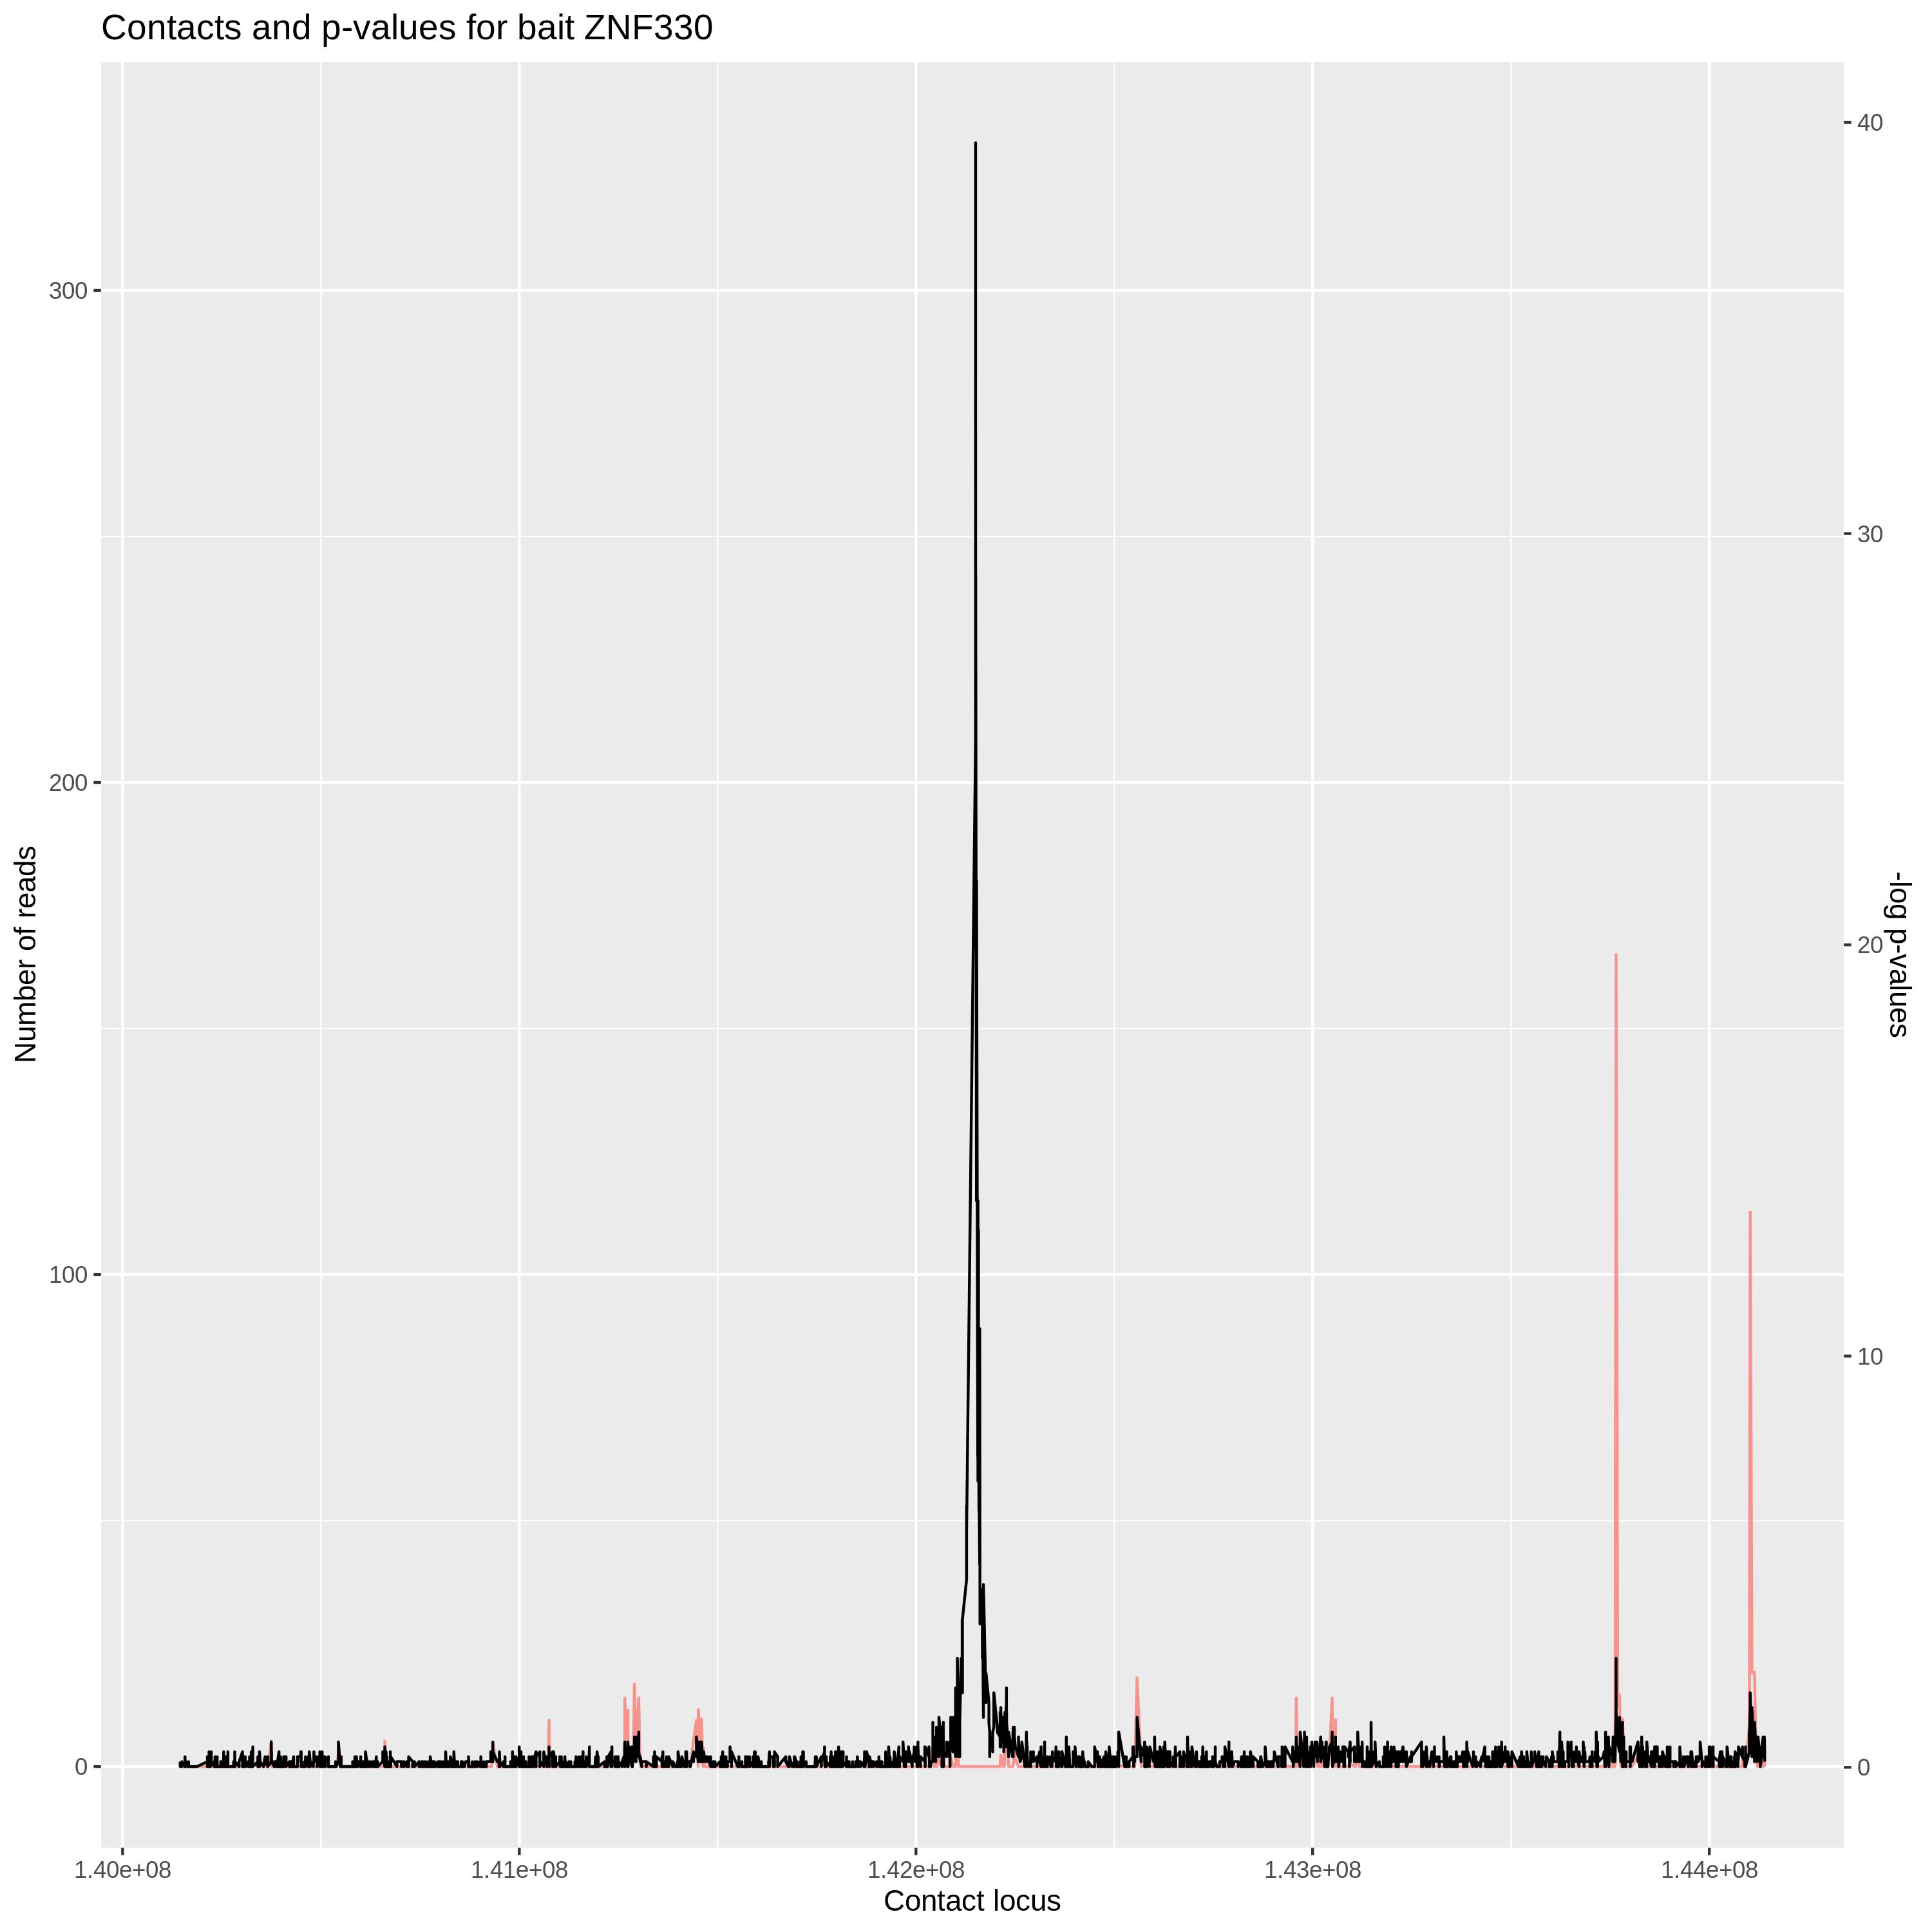 Contacts and p-values for bait ZNF330
40
30
20
10
0
300
200
100
0
Number of reads
-log p-values
1.40e+08 1.41e+08 1.42e+08 1.43e+08 1.44e+08
Contact locus